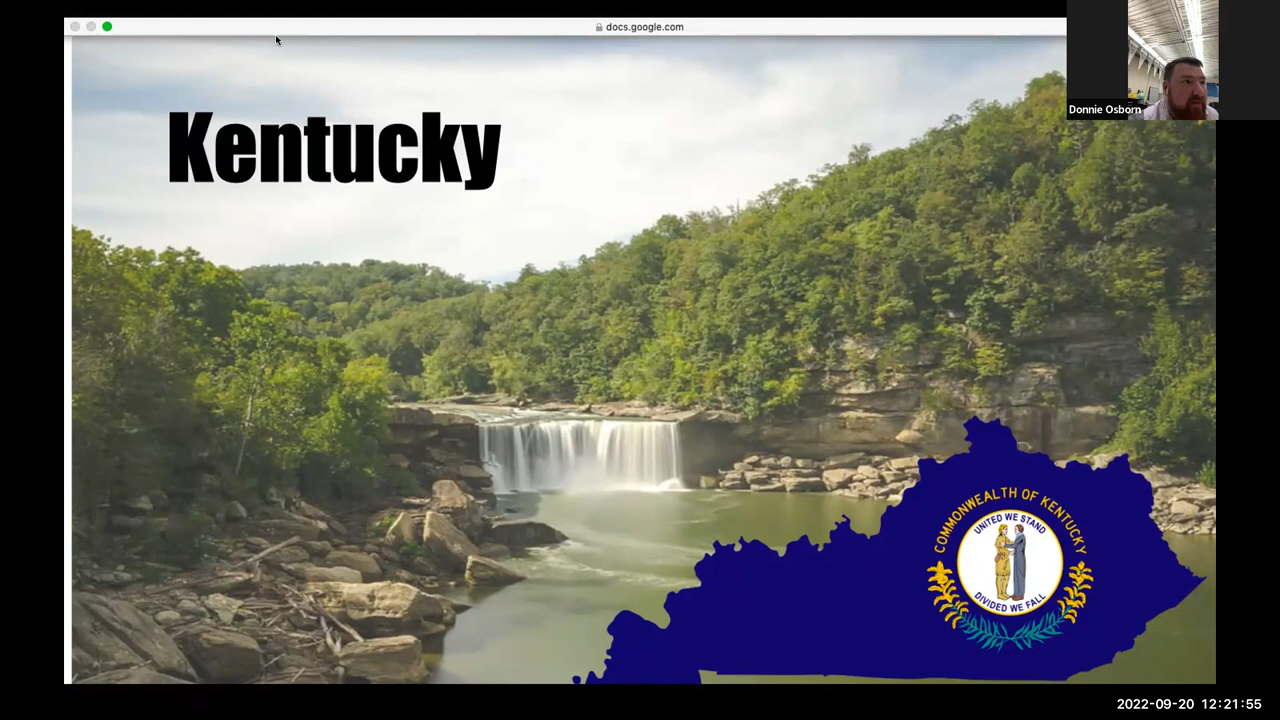 docs.google.com
Donnie Osborn
Kentucky
COMMONWEALTH OF KENTUCKY
UNITED WE STAND
DIVIDED WE FALL
2022-09-20 12:21:55